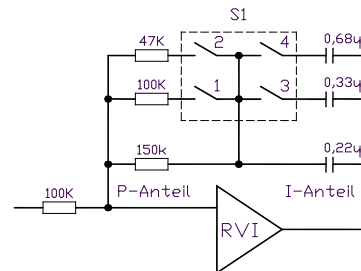 S1
47K 2 4 0,68µ
100K 1 3 0,33µ
150k 0,22µ
100K P-Anteil I-Anteil
RVI